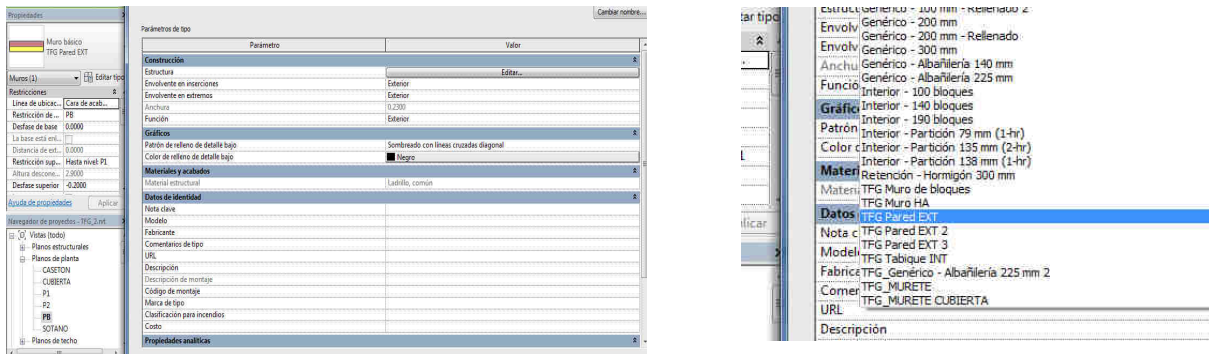 Propiedades
Muro básico
TFG Pared EXT
Muros (1)
Editar tipo
Restricciones
Línea de ubicac... Cara de acab...
Restricción de ... PB
Desfase de base 0.0000
La base está enl...
Distancia de ext... 0.0000
Restricción sup... Hasta nivel: P1
Altura descone... 2.9000
Desfase superior -0.2000
Ayuda de propiedades Aplicar
Navegador de proyectos - TFG_2.rvt
Vistas (todo)
Planos estructurales
Planos de planta
CASETON
CUBIERTA
P1
P2
PB
SOTANO
Planos de techo
Cambiar nombre...
Parámetros de tipo
Parámetro Valor
Construcción
Estructura Editar...
Envolvente en inserciones Exterior
Envolvente en extremos Exterior
Anchura 0.2300
Función Exterior
Gráficos
Patrón de relleno de detalle bajo Sombreado con líneas cruzadas diagonal
Color de relleno de detalle bajo Negro
Materiales y acabados
Material estructural Ladrillo, común
Datos de identidad
Nota clave
Modelo
Fabricante
Comentarios de tipo
URL
Descripción
Descripción de montaje
Código de montaje
Marca de tipo
Clasificación para incendios
Costo
Propiedades analíticas
tar tipo
licar
Estruct
Envolv
Envolv
Anchu
Funció
Gráfic
Patrón
Color d
Materi
Materi
Datos
Nota c
Model
Fabrica
Comer
URL
Descripción
Genérico - 100 mm - Rellenado 2
Genérico - 200 mm
Genérico - 200 mm - Rellenado
Genérico - 300 mm
Genérico - Albañilería 140 mm
Genérico - Albañilería 225 mm
Interior - 100 bloques
Interior - 140 bloques
Interior - 190 bloques
Interior - Partición 79 mm (1-hr)
Interior - Partición 135 mm (2-hr)
Interior - Partición 138 mm (1-hr)
Retención - Hormigón 300 mm
TFG Muro de bloques
TFG Muro HA
TFG Pared EXT
TFG Pared EXT 2
TFG Pared EXT 3
TFG Tabique INT
TFG_Genérico - Albañilería 225 mm 2
TFG_MURETE
TFG_MURETE CUBIERTA